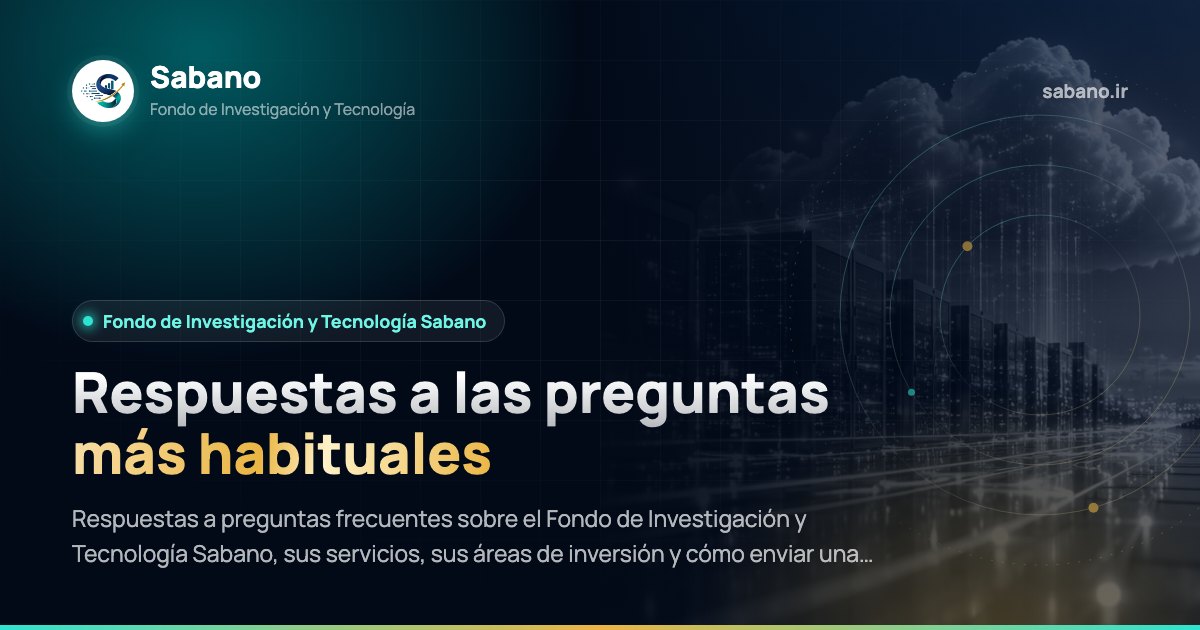 Sabano
Fondo de Investigación y Tecnología
sabano.ir
Fondo de Investigación y Tecnología Sabano
Respuestas a las preguntas
más habituales
Respuestas a preguntas frecuentes sobre el Fondo de Investigación y
Tecnología Sabano, sus servicios, sus áreas de inversión y cómo enviar una…